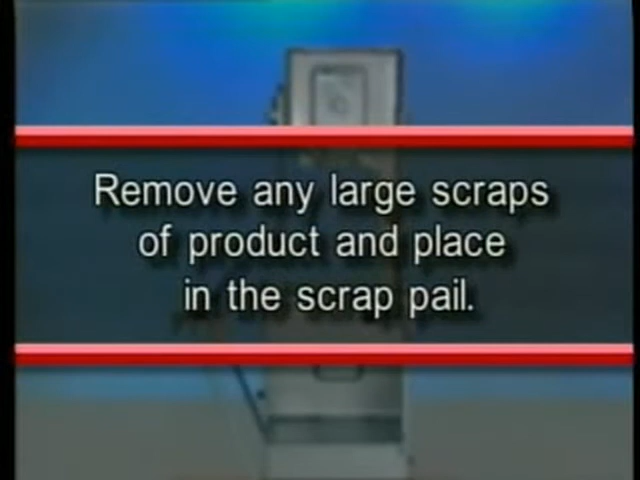 Remove any large scraps
of product and place
in the scrap pail.